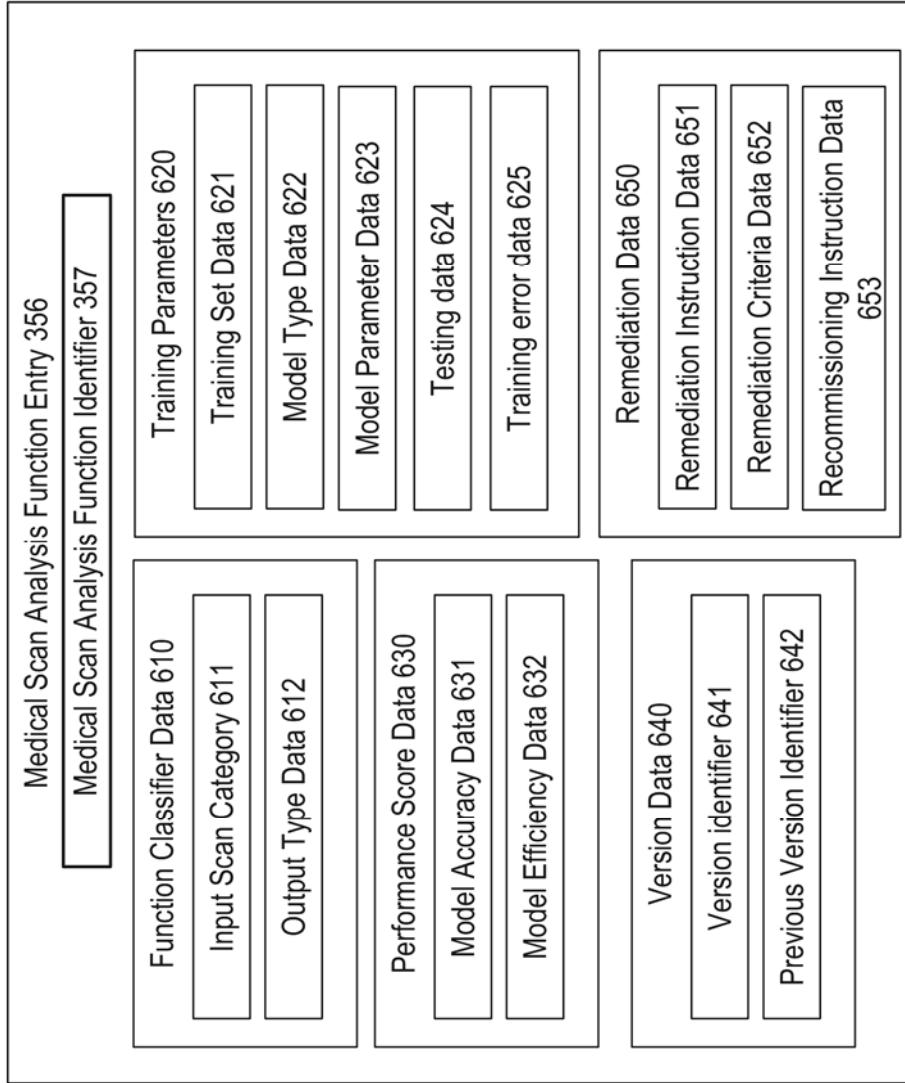 Medical Scan Analysis Function Entry 356
Medical Scan Analysis Function Identifier 357
Function Classifier Data 610
Input Scan Category 611
Output Type Data 612
Performance Score Data 630
Model Accuracy Data 631
Model Efficiency Data 632
Version Data 640
Version identifier 641
Previous Version Identifier 642
Training Parameters 620
Training Set Data 621
Model Type Data 622
Model Parameter Data 623
Testing data 624
Training error data 625
Remediation Data 650
Remediation Instruction Data 651
Remediation Criteria Data 652
Recommissioning Instruction Data
653